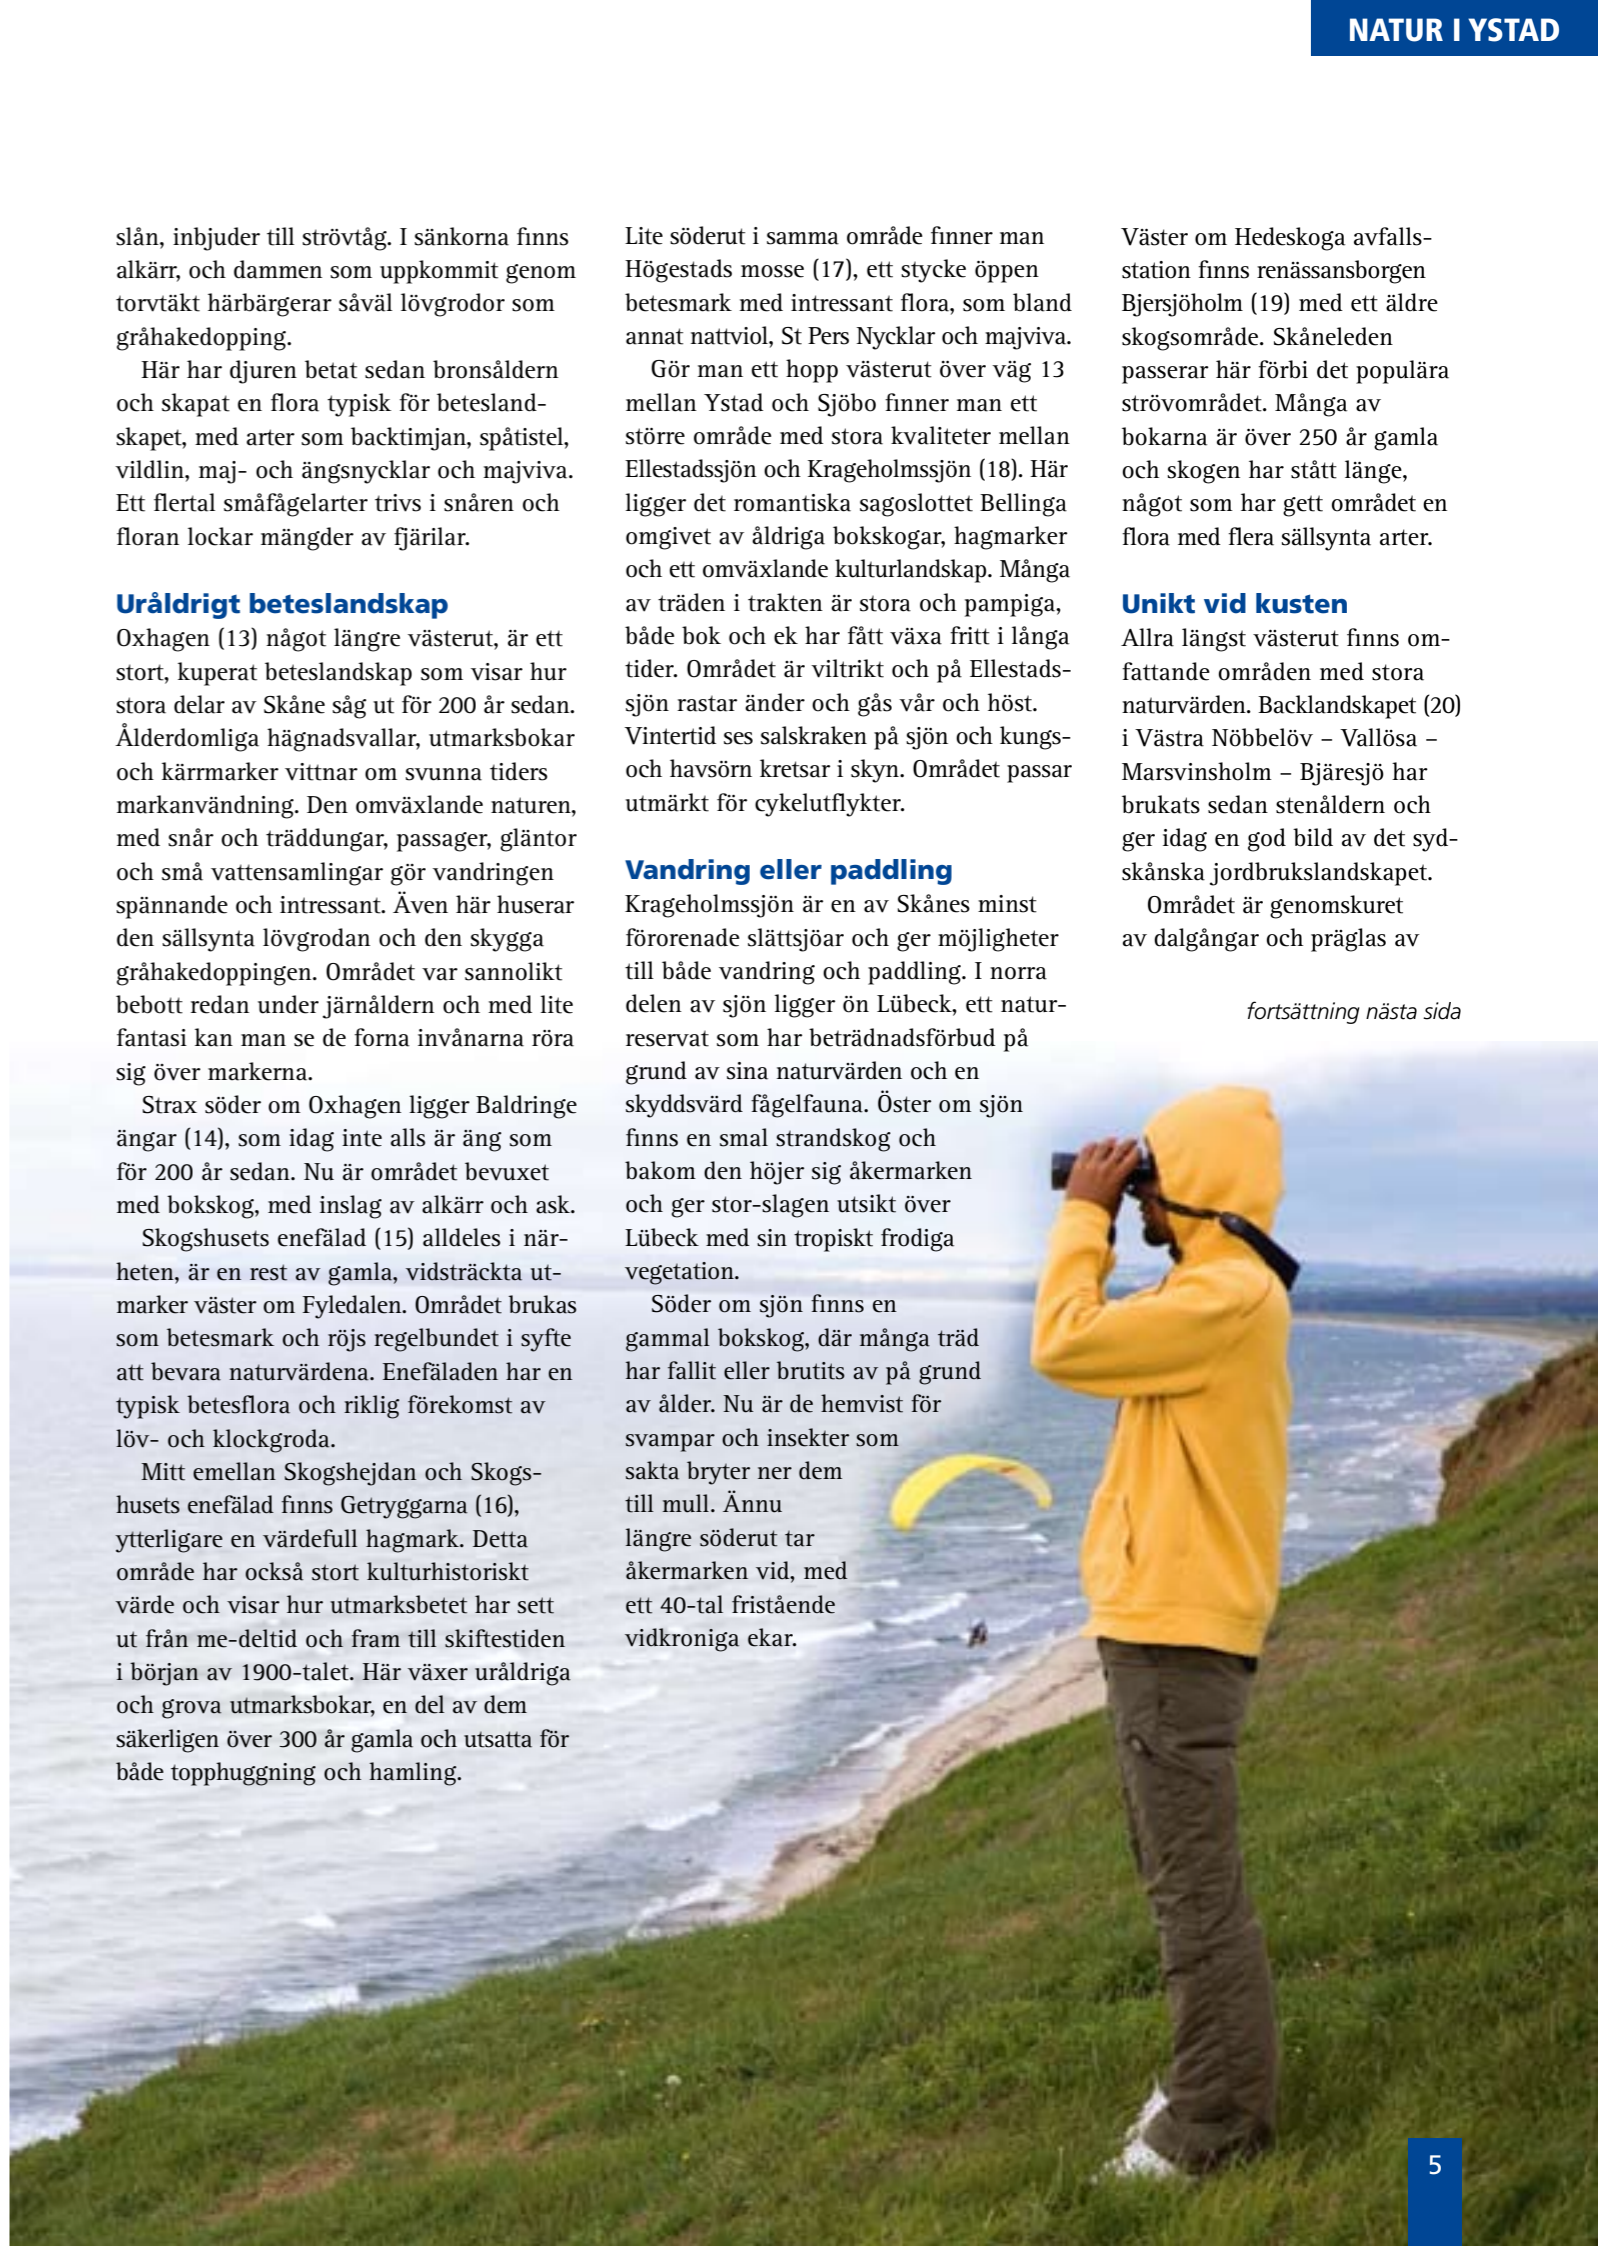 NATUR I YSTAD
slån, inbjuder till strövtåg. I sänkorna finns
alkärr, och dammen som uppkommit genom
torvtäkt härbärgerar såväl lövgrodor som
gråhakedopping.
Här har djuren betat sedan bronsåldern
och skapat en flora typisk för betesland-
skapet, med arter som backtimjan, spåtistel,
vildlin, maj- och ängsnycklar och majviva.
Ett flertal småfågelarter trivs i snåren och
floran lockar mängder av fjärilar.
Uråldrigt beteslandskap
Oxhagen (13) något längre västerut, är ett
stort, kuperat beteslandskap som visar hur
stora delar av Skåne såg ut för 200 år sedan.
Ålderdomliga hägnadsvallar, utmarksbokar
och kärrmarker vittnar om svunna tiders
markanvändning. Den omväxlande naturen,
med snår och träddungar, passager, gläntor
och små vattensamlingar gör vandringen
spännande och intressant. Även här huserar
den sällsynta lövgrodan och den skygga
gråhakedoppingen. Området var sannolikt
bebott redan under järnåldern och med lite
fantasi kan man se de forna invånarna röra
sig över markerna.
Strax söder om Oxhagen ligger Baldringe
ängar (14), som idag inte alls är äng som
för 200 år sedan. Nu är området bevuxet
med bokskog, med inslag av alkärr och ask.
Skogshusets enefälad (15) alldeles i när-
heten, är en rest av gamla, vidsträckta ut-
marker väster om Fyledalen. Området brukas
som betesmark och röjs regelbundet i syfte
att bevara naturvärdena. Enefäladen har en
typisk betesflora och riklig förekomst av
löv- och klockgroda.
Mitt emellan Skogshejdan och Skogs-
husets enefälad finns Getryggarna (16),
ytterligare en värdefull hagmark. Detta
område har också stort kulturhistoriskt
värde och visar hur utmarksbetet har sett
ut från me-deltid och fram till skiftestiden
i början av 1900-talet. Här växer uråldriga
och grova utmarksbokar, en del av dem
säkerligen över 300 år gamla och utsatta för
både topphuggning och hamling.
Lite söderut i samma område finner man
Högestads mosse (17), ett stycke öppen
betesmark med intressant flora, som bland
annat nattviol, St Pers Nycklar och majviva.
Gör man ett hopp västerut över väg 13
mellan Ystad och Sjöbo finner man ett
större område med stora kvaliteter mellan
Ellestadssjön och Krageholmssjön (18). Här
ligger det romantiska sagoslottet Bellinga
omgivet av åldriga bokskogar, hagmarker
och ett omväxlande kulturlandskap. Många
av träden i trakten är stora och pampiga,
både bok och ek har fått växa fritt i långa
tider. Området är viltrikt och på Ellestads-
sjön rastar änder och gås vår och höst.
Vintertid ses salskraken på sjön och kungs-
och havsörn kretsar i skyn. Området passar
utmärkt för cykelutflykter.
Vandring eller paddling
Krageholmssjön är en av Skånes minst
förorenade slättsjöar och ger möjligheter
till både vandring och paddling. I norra
delen av sjön ligger ön Lübeck, ett natur-
reservat som har beträdnadsförbud på
grund av sina naturvärden och en
skyddsvärd fågelfauna. Öster om sjön
finns en smal strandskog och
bakom den höjer sig åkermarken
och ger stor-slagen utsikt över
Lübeck med sin tropiskt frodiga
vegetation.
Söder om sjön finns en
gammal bokskog, där många träd
har fallit eller brutits av på grund
av ålder. Nu är de hemvist för
svampar och insekter som
sakta bryter ner dem
till mull. Ännu
längre söderut tar
åkermarken vid, med
ett 40-tal fristående
vidkroniga ekar.
Väster om Hedeskoga avfalls-
station finns renässansborgen
Bjersjöholm (19) med ett äldre
skogsområde. Skåneleden
passerar här förbi det populära
strövområdet. Många av
bokarna är över 250 år gamla
och skogen har stått länge,
något som har gett området en
flora med flera sällsynta arter.
Unikt vid kusten
Allra längst västerut finns om-
fattande områden med stora
naturvärden. Backlandskapet (20)
i Västra Nöbbelöv – Vallösa –
Marsvinsholm – Bjäresjö har
brukats sedan stenåldern och
ger idag en god bild av det syd-
skånska jordbrukslandskapet.
Området är genomskuret
av dalgångar och präglas av
fortsättning nästa sida
5